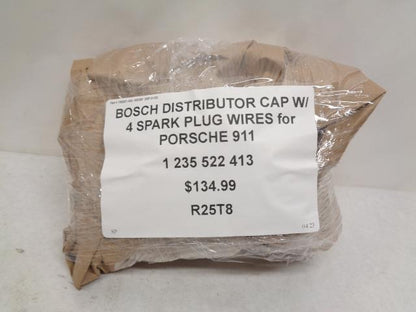 BOSCH DISTRIBUTOR CAP W/
4 SPARK PLUG WIRES for
PORSCHE 911
1 235 522 413
$134.99
R25T8